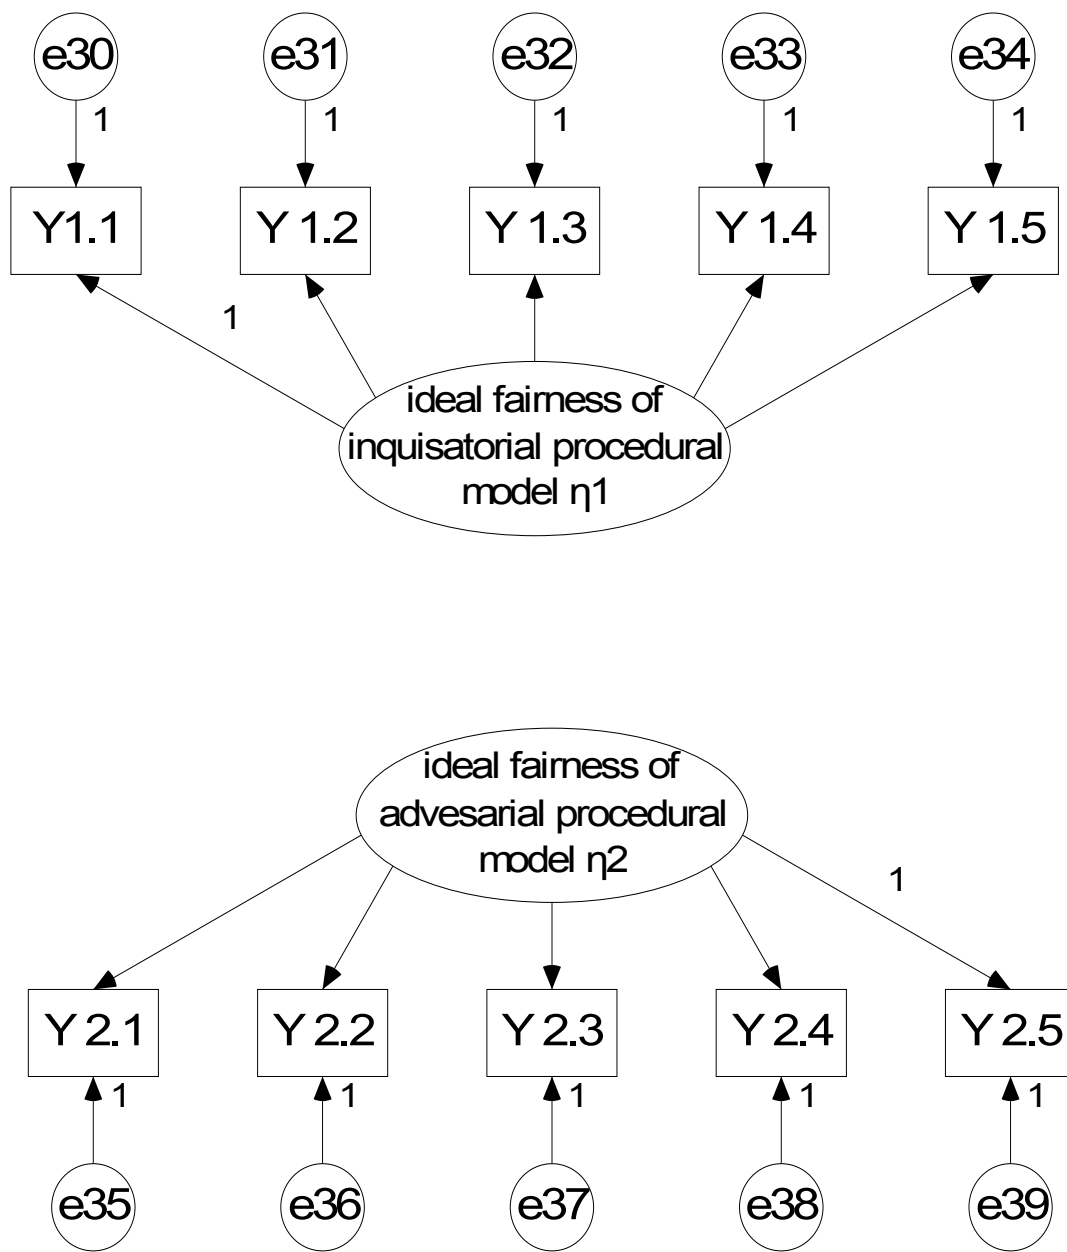 e30 e31 e32 e33 e34
1 1 1 1 1
Y1.1 Y 1.2 Y 1.3 Y 1.4 Y 1.5
1
ideal fairness of
inquisatorial procedural
model η1
ideal fairness of
advesarial procedural
model η2
1
Y 2.1 Y 2.2 Y 2.3 Y 2.4 Y 2.5
1 1 1 1 1
e35 e36 e37 e38 e39